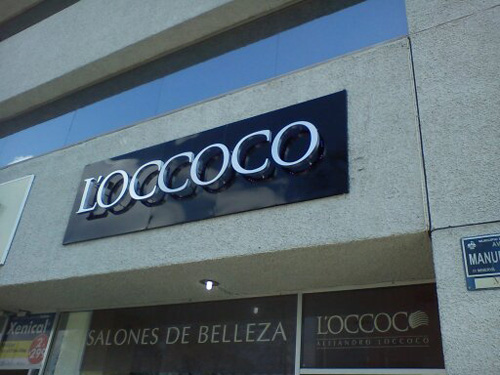 L'OCCOCO
SALONES DE BELLEZA
L'OCCOCO
ALEJANDRO LOCCOCO
Xenical
MANU